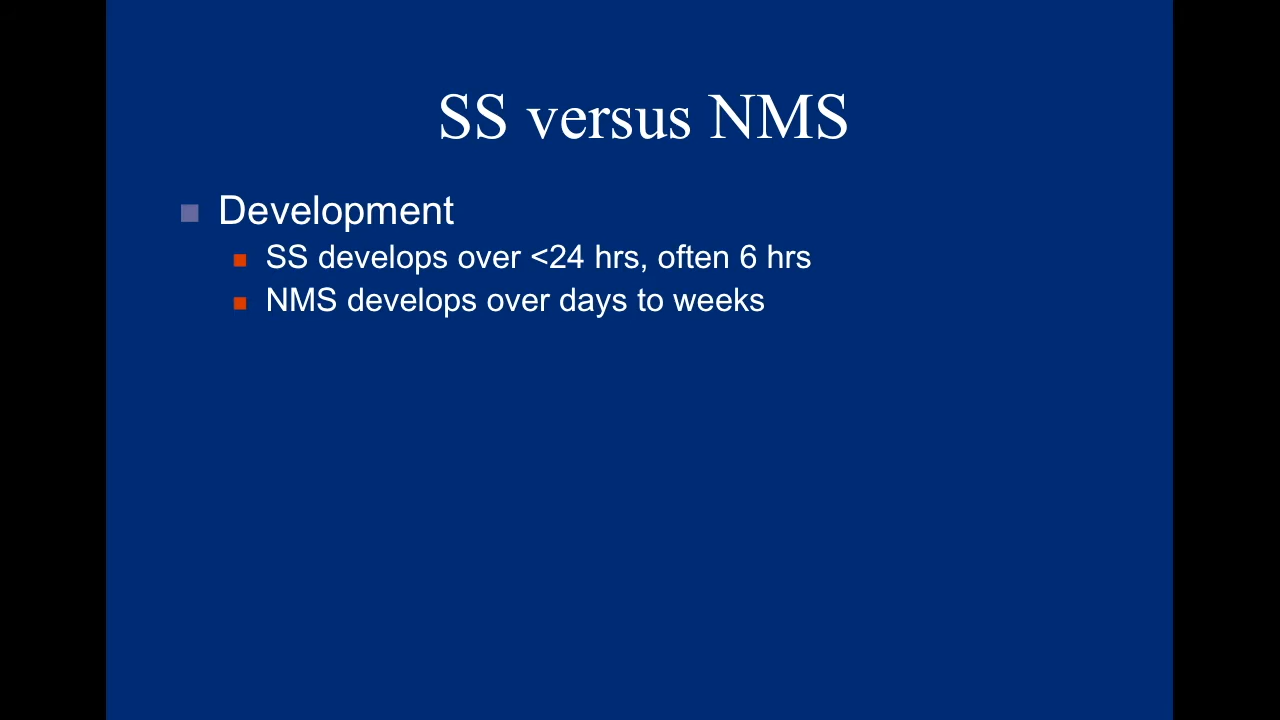 SS versus NMS
Development
SS develops over <24 hrs, often 6 hrs
NMS develops over days to weeks